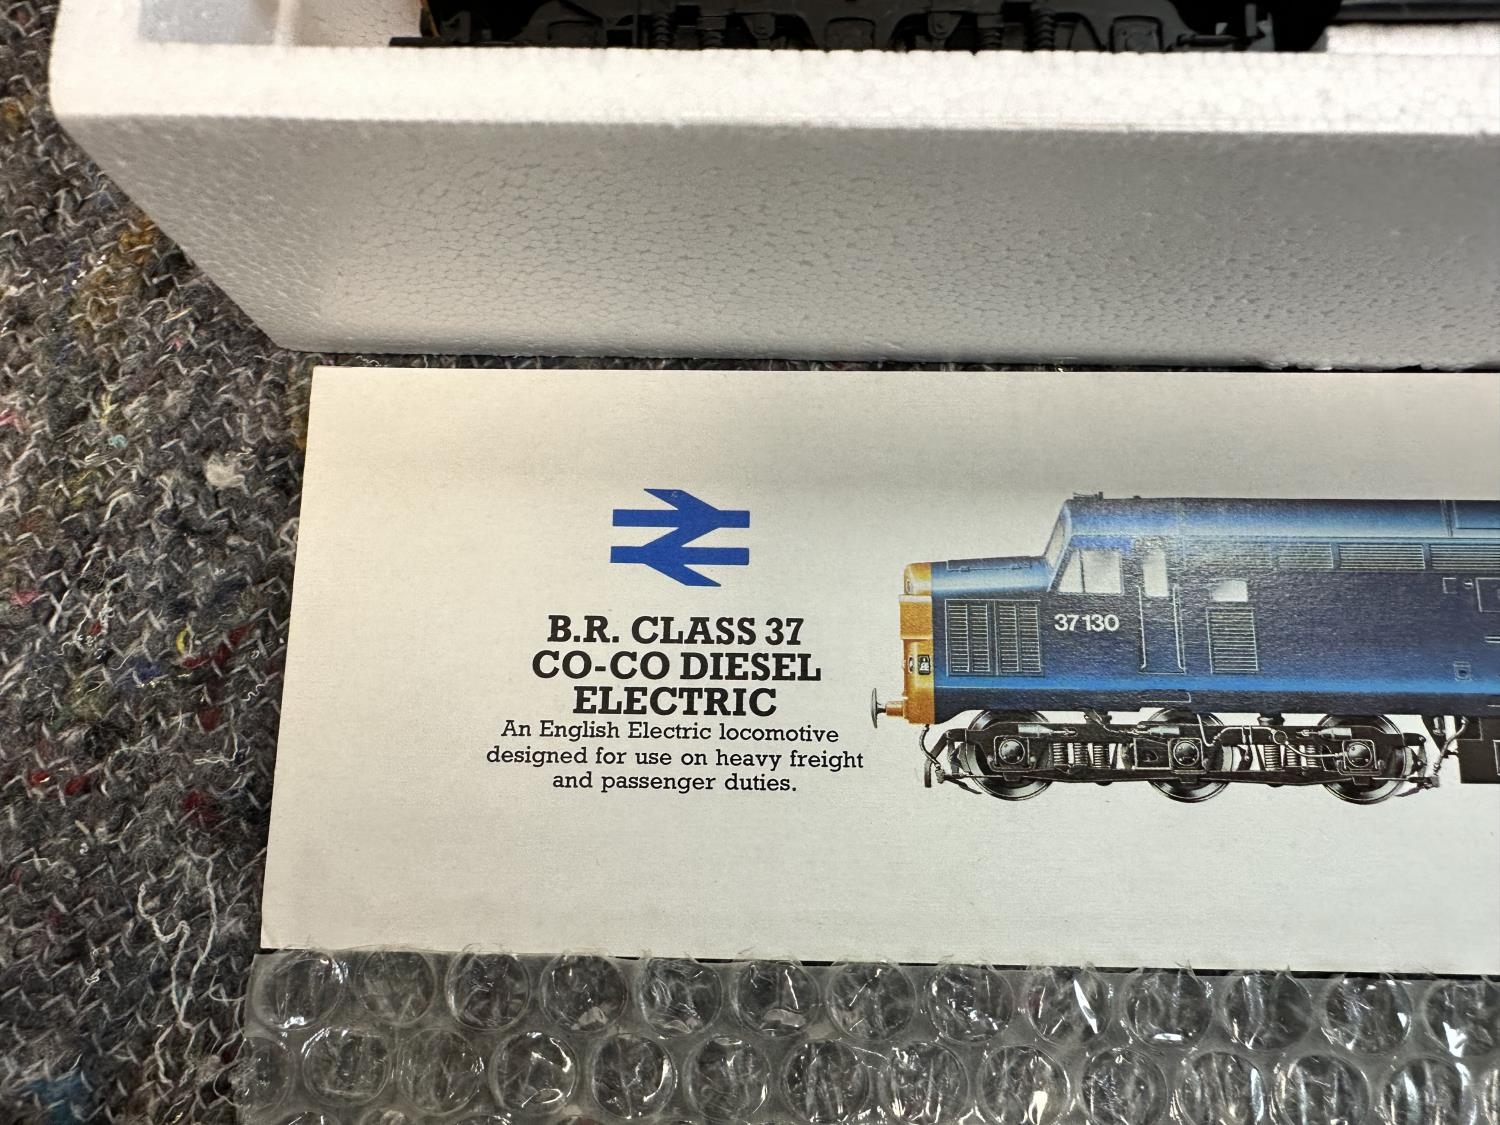 B.R. CLASS 37
CO-CO DIESEL
ELECTRIC
An English Electric locomotive
designed for use on heavy freight
and passenger duties.
37 130